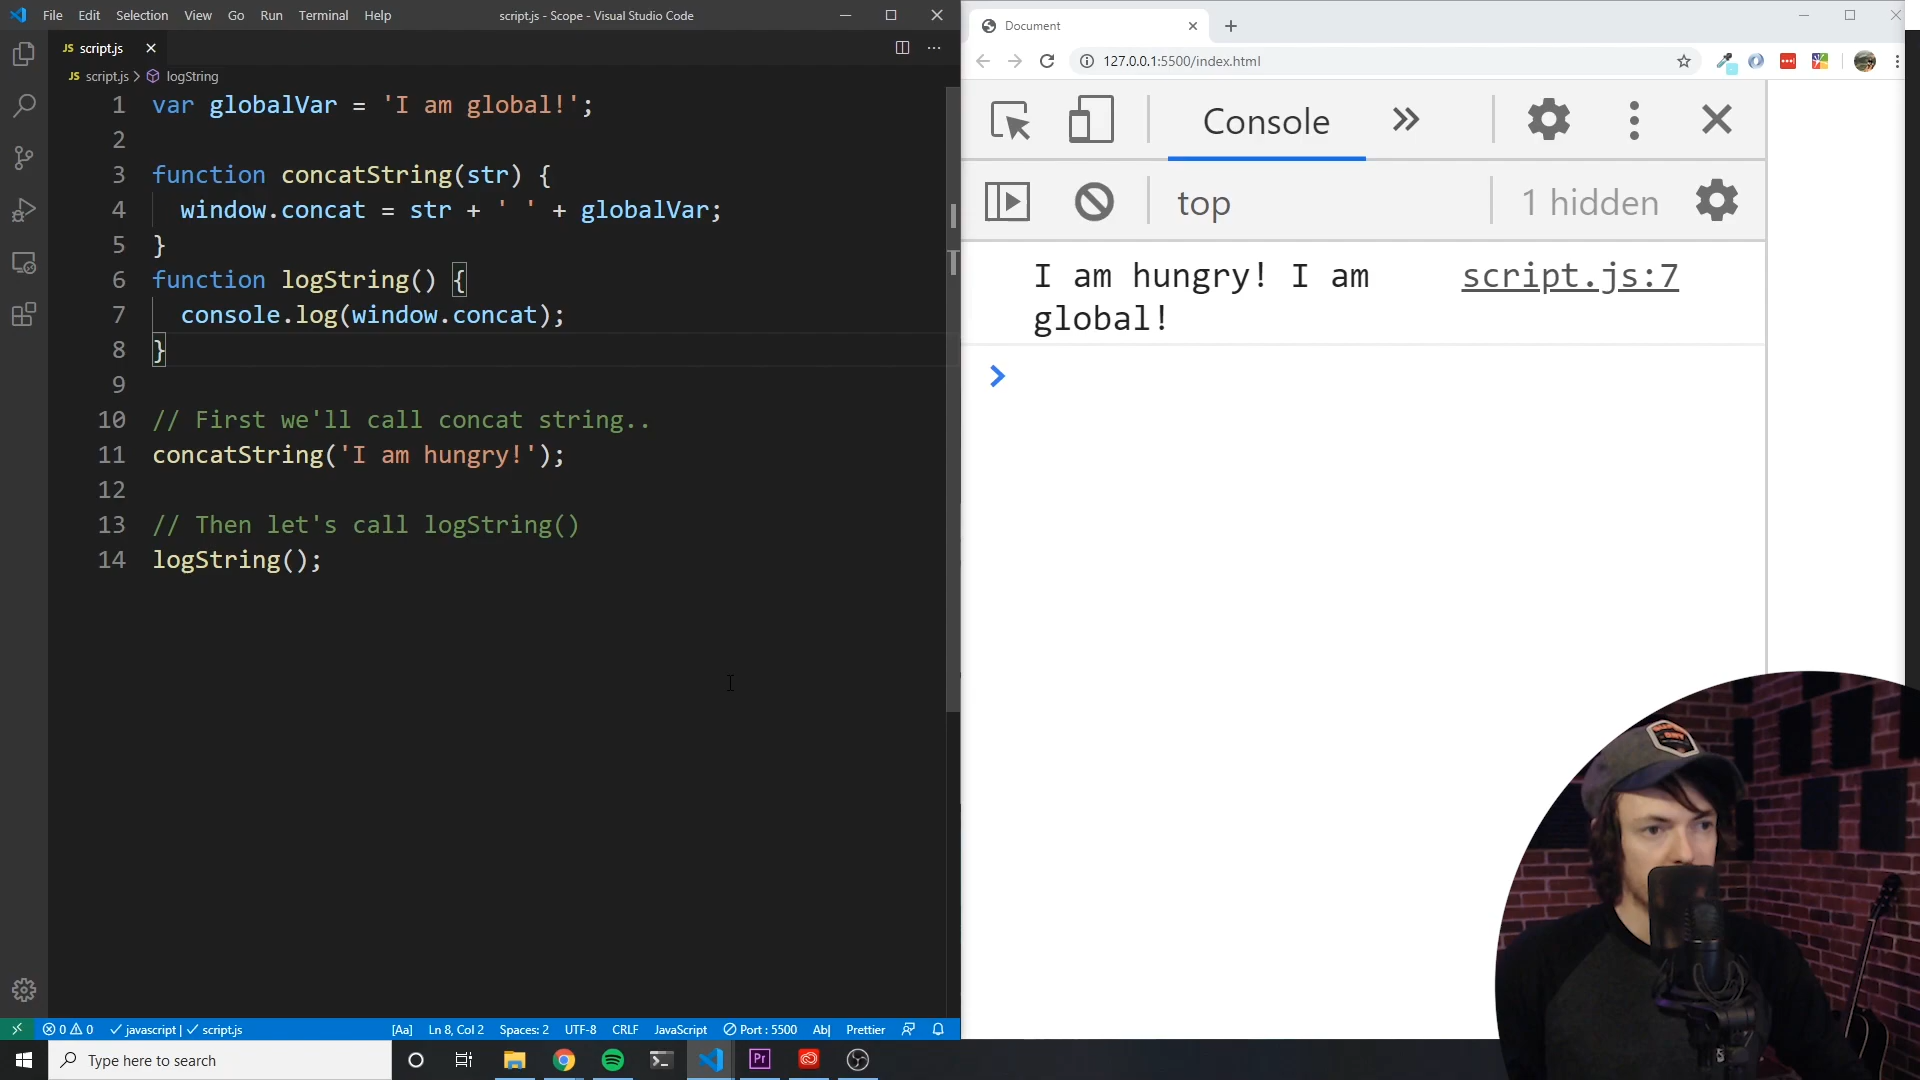 File Edit Selection View Go Run Terminal Help script.js - Scope - Visual Studio Code
JS script.js
JS script.js > logString
1 var globalVar = 'I am global!';
2
3 function concatString(str) {
4 window.concat = str + ' ' + globalVar;
5 }
6 function logString() {
7 console.log(window.concat);
8 }
9
10 // First we'll call concat string..
11 concatString('I am hungry!');
12
13 // Then let's call logString()
14 logString();
0 0 javascript | script.js [Aa] Ln 8, Col 2 Spaces: 2 UTF-8 CRLF JavaScript Port : 5500 Ab| Prettier
Type here to search
Pr
Document
127.0.0.1:5500/index.html
Console
top 1 hidden
I am hungry! I am script.js:7
global!